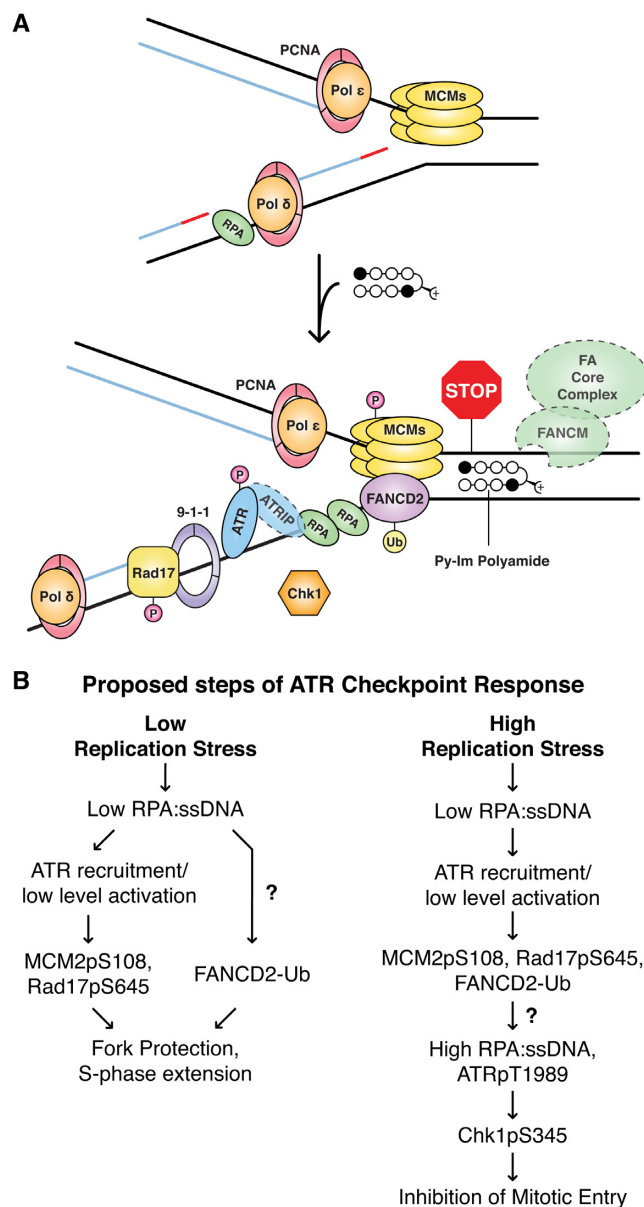 A
PCNA
Pol ε
MCMs
Pol δ
RPA
+
PCNA
Pol ε
P
MCMs
STOP
FA
Core
Complex
FANCM
+
P
ATR
ATRIP
RPA
RPA
FANCD2
Ub
Py-Im Polyamide
9-1-1
Rad17
P
Pol δ
Chk1
B
Proposed steps of ATR Checkpoint Response
Low
Replication Stress
Low RPA:ssDNA
ATR recruitment/
low level activation
?
MCM2pS108,
Rad17pS645
FANCD2-Ub
Fork Protection,
S-phase extension
High
Replication Stress
Low RPA:ssDNA
ATR recruitment/
low level activation
MCM2pS108, Rad17pS645,
FANCD2-Ub
?
High RPA:ssDNA,
ATRpT1989
Chk1pS345
Inhibition of Mitotic Entry